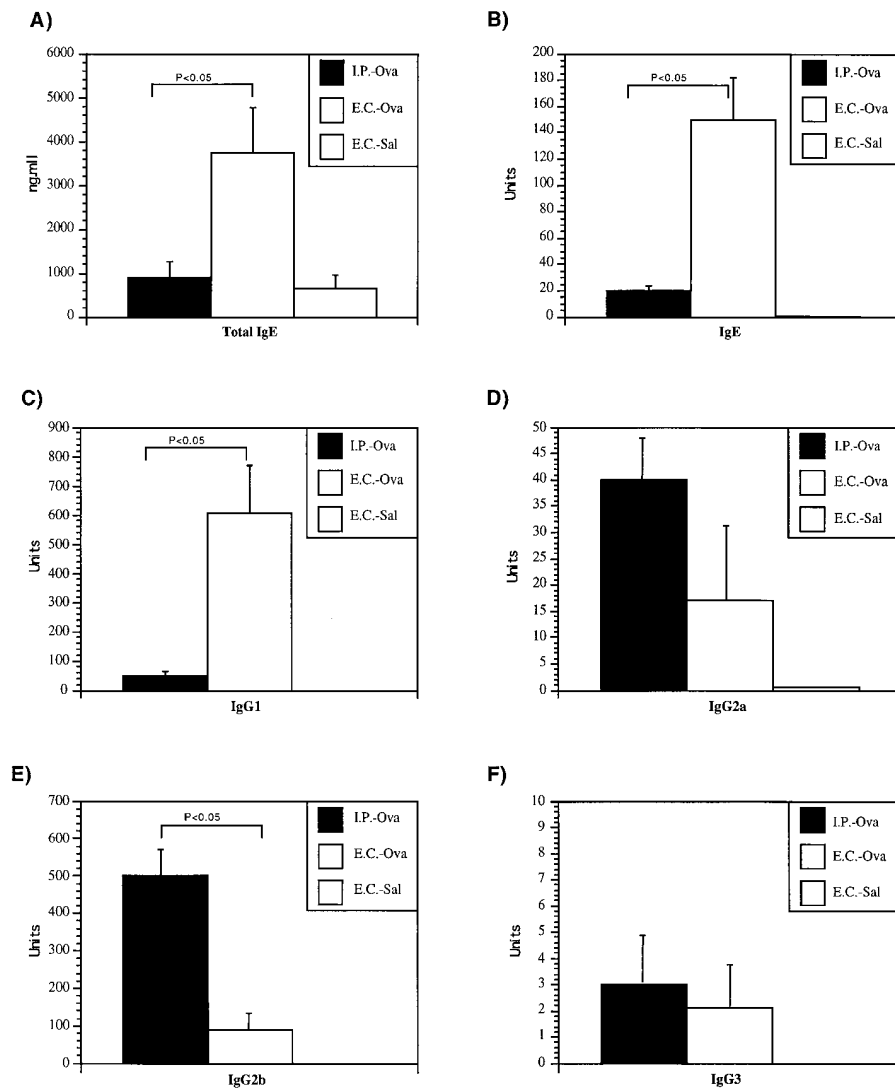 A)
6000
5000
4000
3000
2000
1000
0
ng.mll
P<0.05
I.P.-Ova
E.C.-Ova
E.C.-Sal
Total IgE
B)
200
180
160
140
120
100
80
60
40
20
0
Units
P<0.05
I.P.-Ova
E.C.-Ova
E.C.-Sal
IgE
C)
900
800
700
600
500
400
300
200
100
0
Units
P<0.05
I.P.-Ova
E.C.-Ova
E.C.-Sal
IgG1
D)
50
45
40
35
30
25
20
15
10
5
0
Units
I.P.-Ova
E.C.-Ova
E.C.-Sal
IgG2a
E)
700
600
500
400
300
200
100
0
Units
P<0.05
I.P.-Ova
E.C.-Ova
E.C.-Sal
IgG2b
F)
10
9
8
7
6
5
4
3
2
1
0
Units
I.P.-Ova
E.C.-Ova
E.C.-Sal
IgG3